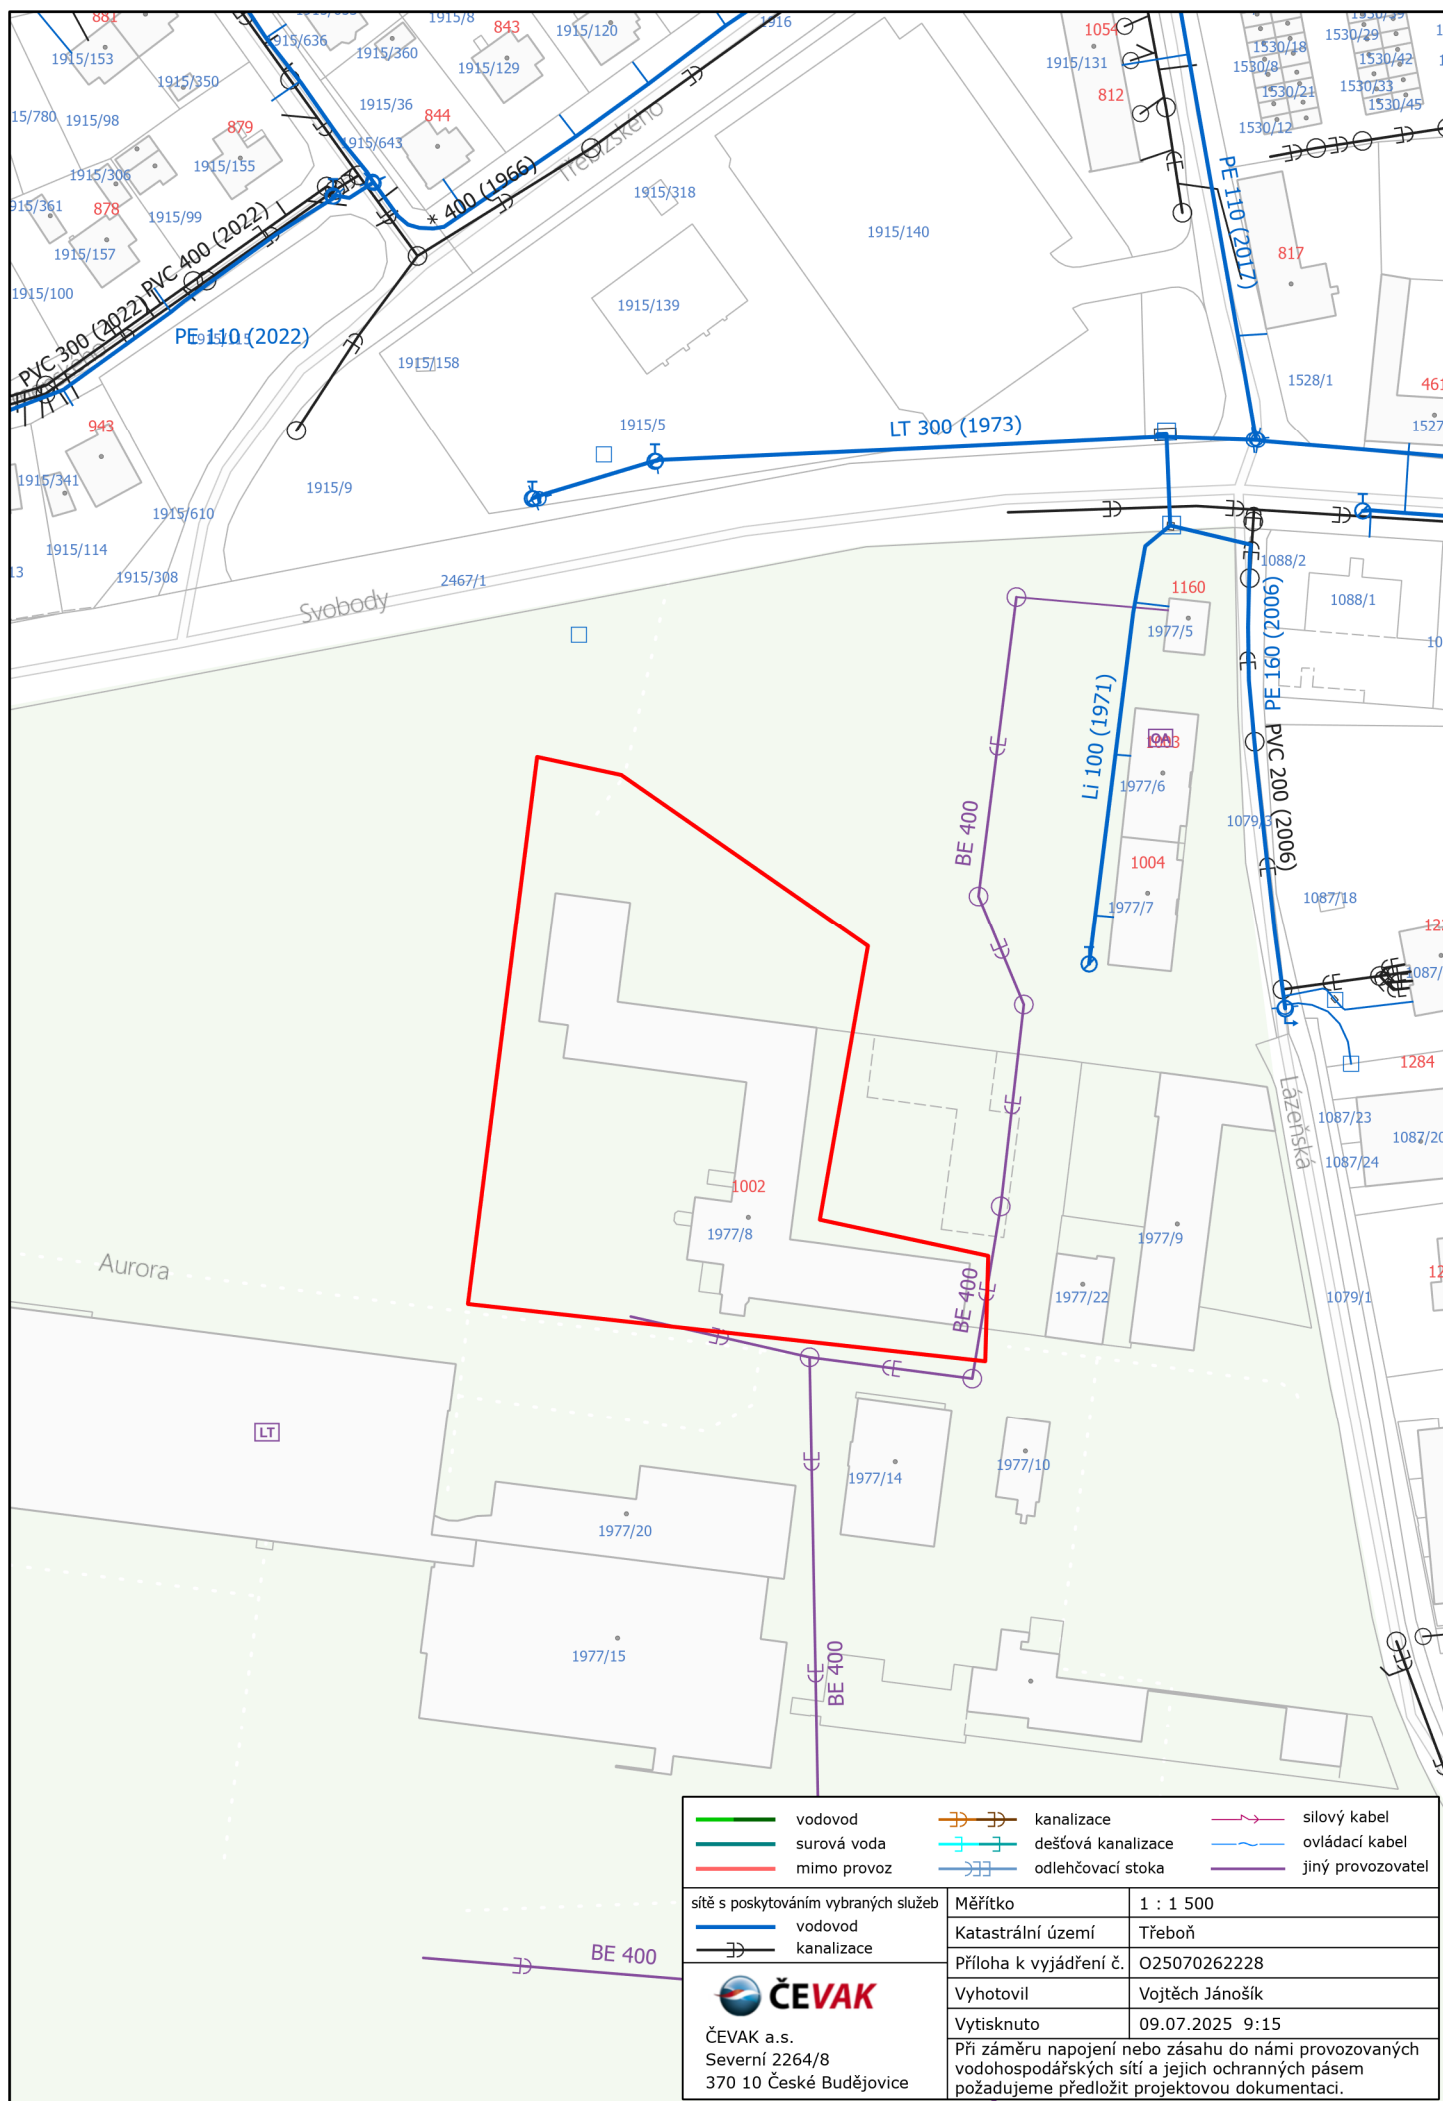 881
1915/153
1915/636
1915/8
843
1915/120
1916
1054
1530/18
1530/29
1915/350
1915/360
1915/129
1915/131
1530/8
1530/42
15/780
1915/98
1915/36
812
1530/21
1530/33
1530/45
879
844
1915/643
1530/12
1915/155
1915/306
Třebízského
915/361
878
1915/99
* 400 (1966)
1915/318
PE 110 (2017)
1915/157
PVC 400 (2022)
1915/140
817
1915/100
1915/139
PVC 300 (2022)
PE 110 (2022)
1915/115
1915/158
1528/1
461
943
1915/5
LT 300 (1973)
1527
1915/341
1915/9
1915/610
1915/114
1915/308
13
2467/1
Svobody
1088/2
1160
1088/1
1977/5
10
PE 160 (2006)
Li 100 (1971)
OA
1003
1977/6
PVC 200 (2006)
BE 400
1079/3
1004
1977/7
1087/18
123
1087/
1284
Lázeňská
1087/23
1087/20
1087/24
1002
1977/8
1977/9
Aurora
BE 400
1977/22
1079/1
12
LT
1977/14
1977/10
1977/20
1977/15
BE 400
BE 400
vodovod
kanalizace
silový kabel
surová voda
dešťová kanalizace
ovládací kabel
mimo provoz
odlehčovací stoka
jiný provozovatel
sítě s poskytováním vybraných služeb
vodovod
kanalizace
Měřítko 1 : 1 500
Katastrální území Třeboň
Příloha k vyjádření č. O25070262228
Vyhotovil Vojtěch Jánošík
Vytisknuto 09.07.2025 9:15
ČEVAK
ČEVAK a.s.
Severní 2264/8
370 10 České Budějovice
Při záměru napojení nebo zásahu do námi provozovaných
vodohospodářských sítí a jejich ochranných pásem
požadujeme předložit projektovou dokumentaci.